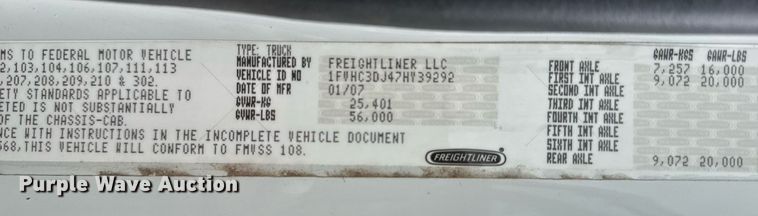 MS TO FEDERAL MOTOR VEHICLE
2,103,104,106,107,111,113
,207,208,209,210 & 302
ETY STANDARDS APPLICABLE TO
ETED IS NOT SUBSTANTIALLY
OF THE CHASSIS-CAB.
NCE WITH INSTRUCTIONS IN THE INCOMPLETE VEHICLE DOCUMENT
568,THIS VEHICLE WILL CONFORM TO FMVSS 108.
TYPE: TRUCK
MANUFACTURED BY FREIGHTLINER LLC
VEHICLE ID NO 1FVHC3DJ47HY39292
DATE OF MFR 01/07
GVWR-KG 25,401
GVWR-LBS 56,000
FREIGHTLINER
GAWR-KGS GAWR-LBS
FRONT AXLE 7,257 16,000
FIRST INT AXLE 9,072 20,000
SECOND INT AXLE
THIRD INT AXLE
FOURTH INT AXLE
FIFTH INT AXLE
SIXTH INT AXLE
REAR AXLE 9,072 20,000
Purple Wave Auction